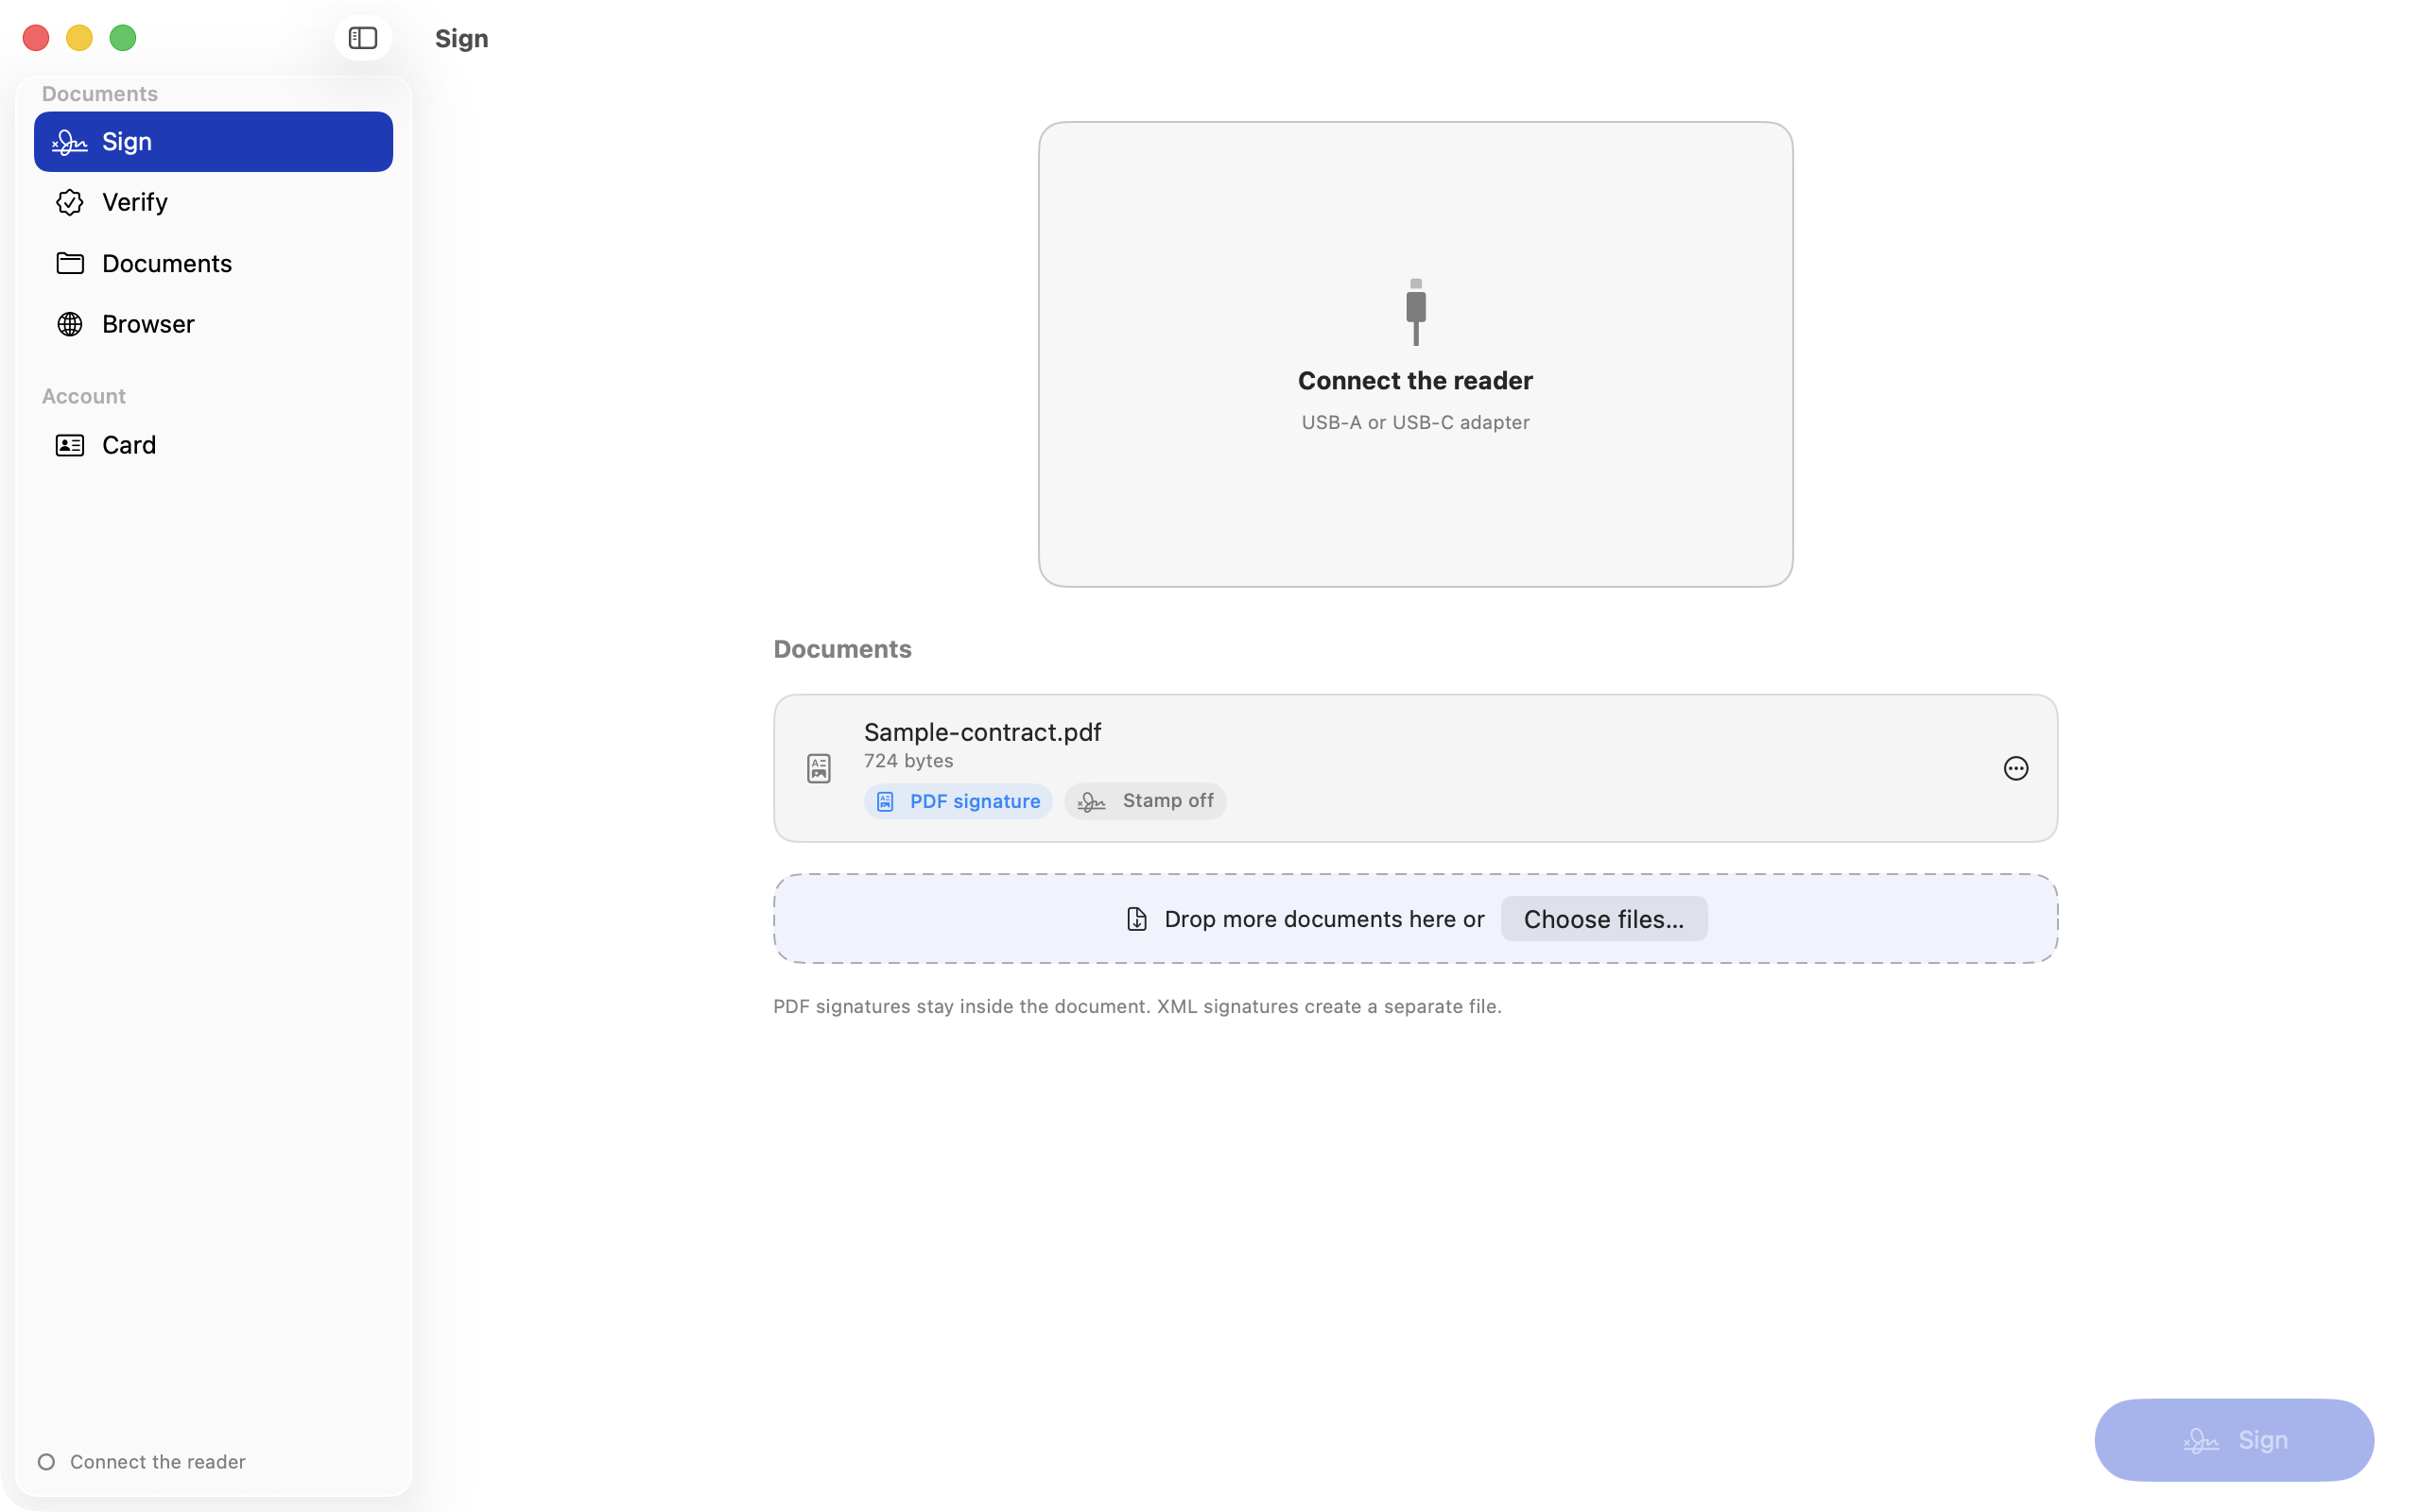 Sign
Documents
Sign
Verify
Documents
Browser
Account
Card
Connect the reader
Connect the reader
USB-A or USB-C adapter
Documents
Sample-contract.pdf
724 bytes
PDF signature
Stamp off
Drop more documents here or
Choose files...
PDF signatures stay inside the document. XML signatures create a separate file.
Sign